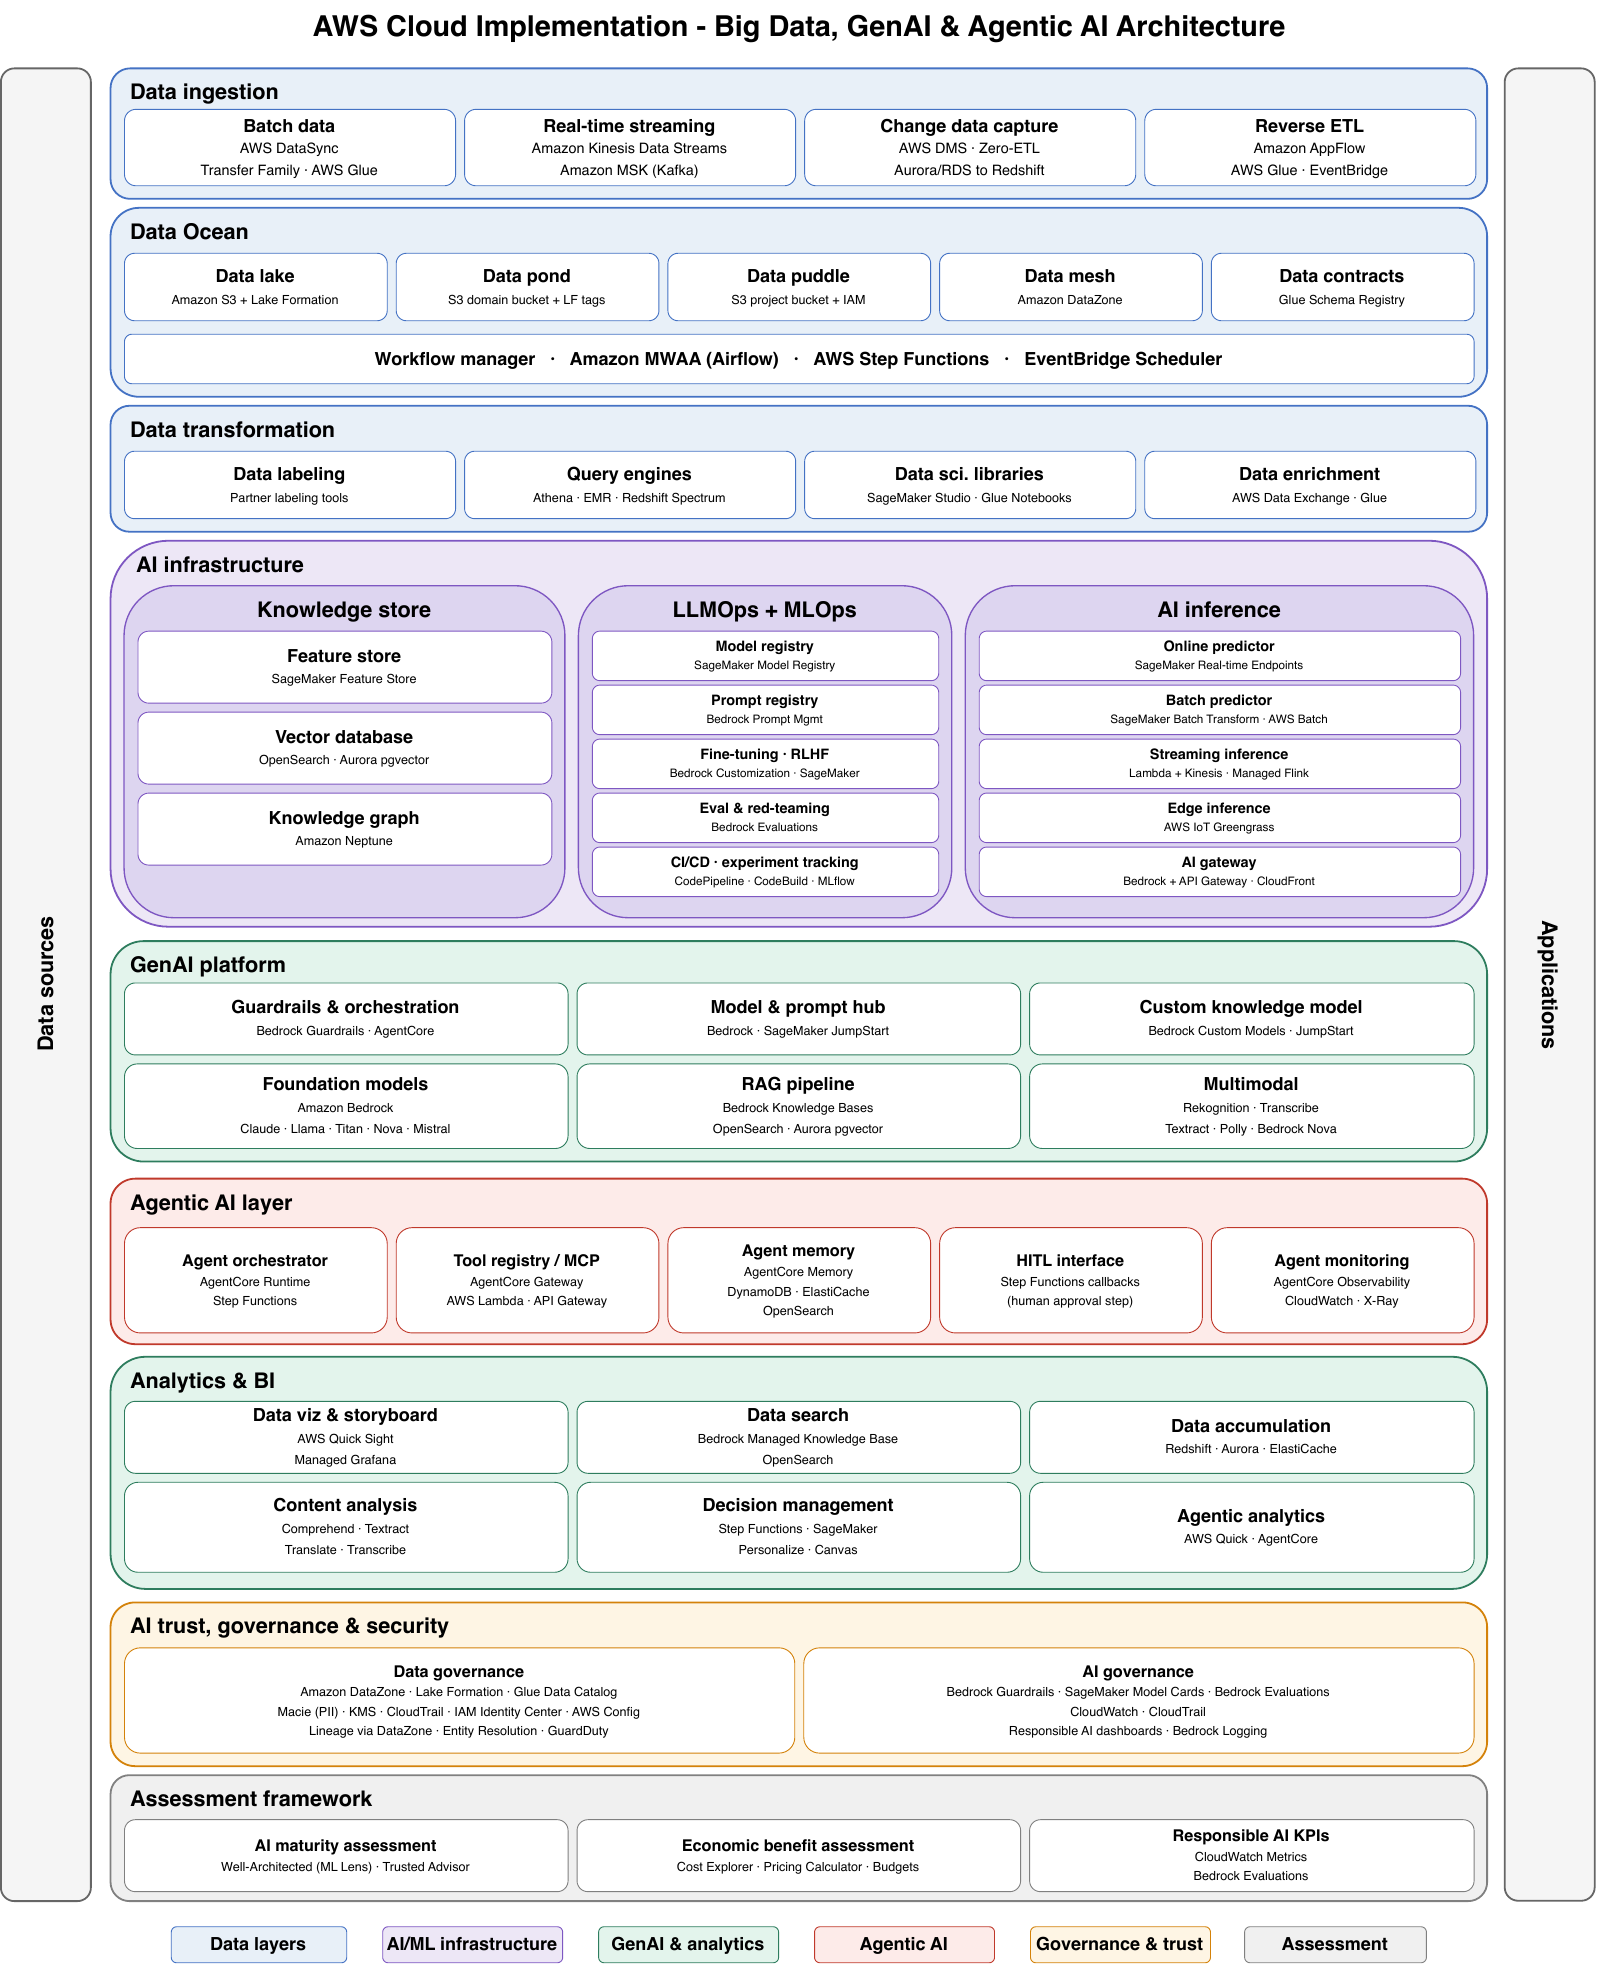 AWS Cloud Implementation - Big Data, GenAI & Agentic AI Architecture
Data sources
Data ingestion
Batch data
AWS DataSync
Transfer Family · AWS Glue
Real-time streaming
Amazon Kinesis Data Streams
Amazon MSK (Kafka)
Change data capture
AWS DMS · Zero-ETL
Aurora/RDS to Redshift
Reverse ETL
Amazon AppFlow
AWS Glue · EventBridge
Data Ocean
Data lake
Amazon S3 + Lake Formation
Data pond
S3 domain bucket + LF tags
Data puddle
S3 project bucket + IAM
Data mesh
Amazon DataZone
Data contracts
Glue Schema Registry
Workflow manager · Amazon MWAA (Airflow) · AWS Step Functions · EventBridge Scheduler
Data transformation
Data labeling
Partner labeling tools
Query engines
Athena · EMR · Redshift Spectrum
Data sci. libraries
SageMaker Studio · Glue Notebooks
Data enrichment
AWS Data Exchange · Glue
AI infrastructure
Knowledge store
Feature store
SageMaker Feature Store
Vector database
OpenSearch · Aurora pgvector
Knowledge graph
Amazon Neptune
LLMOps + MLOps
Model registry
SageMaker Model Registry
Prompt registry
Bedrock Prompt Mgmt
Fine-tuning · RLHF
Bedrock Customization · SageMaker
Eval & red-teaming
Bedrock Evaluations
CI/CD · experiment tracking
CodePipeline · CodeBuild · MLflow
AI inference
Online predictor
SageMaker Real-time Endpoints
Batch predictor
SageMaker Batch Transform · AWS Batch
Streaming inference
Lambda + Kinesis · Managed Flink
Edge inference
AWS IoT Greengrass
AI gateway
Bedrock + API Gateway · CloudFront
GenAI platform
Guardrails & orchestration
Bedrock Guardrails · AgentCore
Model & prompt hub
Bedrock · SageMaker JumpStart
Custom knowledge model
Bedrock Custom Models · JumpStart
Foundation models
Amazon Bedrock
Claude · Llama · Titan · Nova · Mistral
RAG pipeline
Bedrock Knowledge Bases
OpenSearch · Aurora pgvector
Multimodal
Rekognition · Transcribe
Textract · Polly · Bedrock Nova
Agentic AI layer
Agent orchestrator
AgentCore Runtime
Step Functions
Tool registry / MCP
AgentCore Gateway
AWS Lambda · API Gateway
Agent memory
AgentCore Memory
DynamoDB · ElastiCache
OpenSearch
HITL interface
Step Functions callbacks
(human approval step)
Agent monitoring
AgentCore Observability
CloudWatch · X-Ray
Analytics & BI
Data viz & storyboard
AWS Quick Sight
Managed Grafana
Data search
Bedrock Managed Knowledge Base
OpenSearch
Data accumulation
Redshift · Aurora · ElastiCache
Content analysis
Comprehend · Textract
Translate · Transcribe
Decision management
Step Functions · SageMaker
Personalize · Canvas
Agentic analytics
AWS Quick · AgentCore
AI trust, governance & security
Data governance
Amazon DataZone · Lake Formation · Glue Data Catalog
Macie (PII) · KMS · CloudTrail · IAM Identity Center · AWS Config
Lineage via DataZone · Entity Resolution · GuardDuty
AI governance
Bedrock Guardrails · SageMaker Model Cards · Bedrock Evaluations
CloudWatch · CloudTrail
Responsible AI dashboards · Bedrock Logging
Assessment framework
AI maturity assessment
Well-Architected (ML Lens) · Trusted Advisor
Economic benefit assessment
Cost Explorer · Pricing Calculator · Budgets
Responsible AI KPIs
CloudWatch Metrics
Bedrock Evaluations
Applications
Data layers
AI/ML infrastructure
GenAI & analytics
Agentic AI
Governance & trust
Assessment